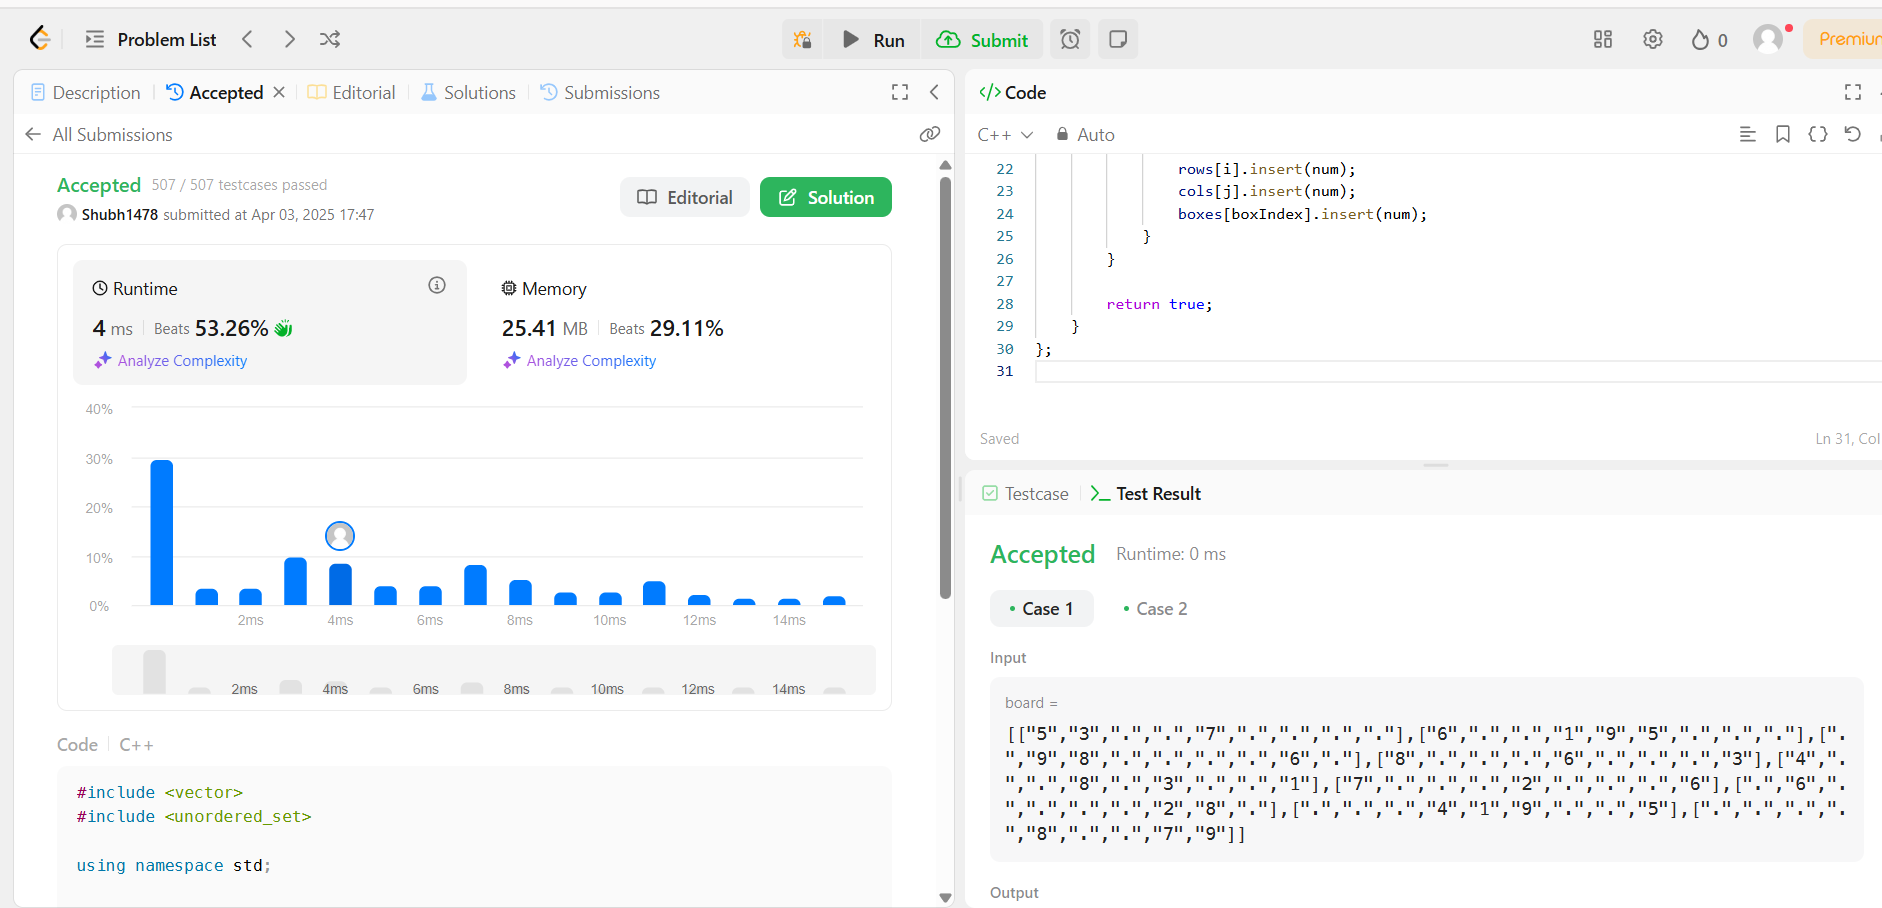 Problem List
Run
Submit
0
Premiun
Description
Accepted
Editorial
Solutions
Submissions
All Submissions
Accepted 507 / 507 testcases passed
Shubh1478 submitted at Apr 03, 2025 17:47
Editorial
Solution
Runtime
4 ms
Beats 53.26%
Analyze Complexity
Memory
25.41 MB
Beats 29.11%
Analyze Complexity
40%
30%
20%
10%
0%
2ms 4ms 6ms 8ms 10ms 12ms 14ms
2ms 4ms 6ms 8ms 10ms 12ms 14ms
Code C++
#include <vector>
#include <unordered_set>
using namespace std;
</> Code
C++ Auto
22 rows[i].insert(num);
23 cols[j].insert(num);
24 boxes[boxIndex].insert(num);
25 }
26 }
27
28 return true;
29 }
30 };
31
Saved
Ln 31, Col
Testcase
Test Result
Accepted Runtime: 0 ms
Case 1
Case 2
Input
board =
[["5","3",".",".","7",".",".",".","."],["6",".",".","1","9","5",".",".","."],[".
","9","8",".",".",".",".","6","."],["8",".",".",".","6",".",".",".","3"],["4",".
",".","8",".","3",".",".","1"],["7",".",".",".","2",".",".",".","6"],[".","6",".
",".",".",".","2","8","."],[".",".",".","4","1","9",".",".","5"],[".",".",".",".
","8",".",".","7","9"]]
Output